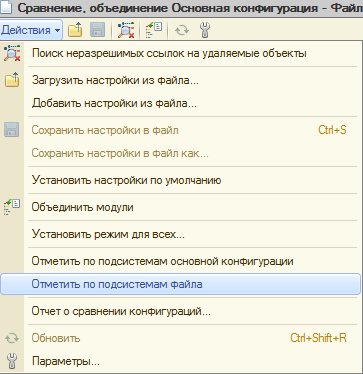 Сравнение, объединение Основная конфигурация - Файл
Действия
Поиск неразрешимых ссылок на удаляемые объекты
Загрузить настройки из файла...
Добавить настройки из файла...
Сохранить настройки в файл Ctrl+S
Сохранить настройки в файл как...
Установить настройки по умолчанию
Объединить модули
Установить режим для всех...
Отметить по подсистемам основной конфигурации
Отметить по подсистемам файла
Отчет о сравнении конфигураций...
Обновить Ctrl+Shift+R
Параметры...